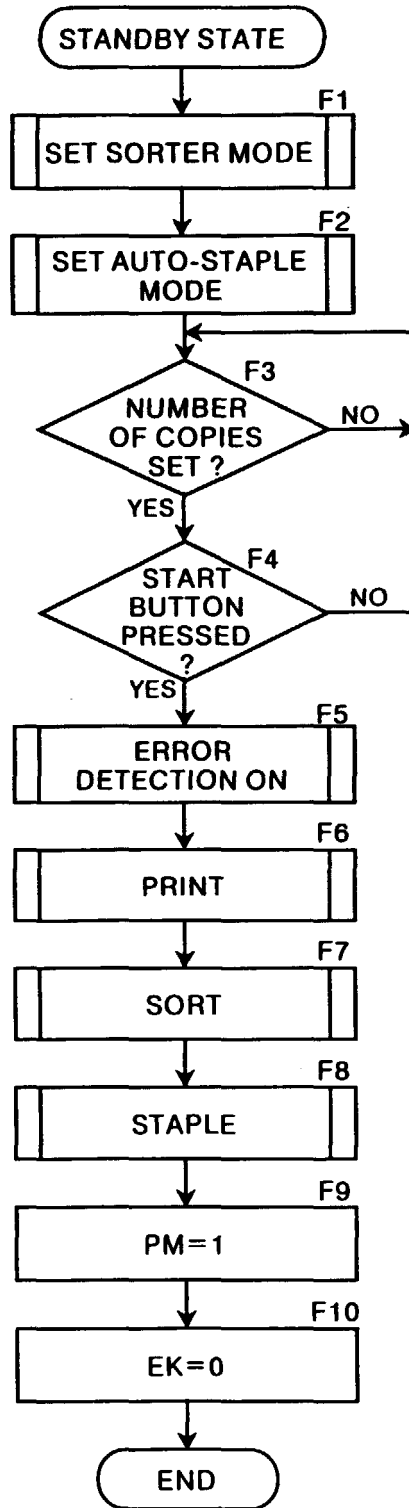 STANDBY STATE
F1
SET SORTER MODE
F2
SET AUTO-STAPLE
MODE
F3
NUMBER
OF COPIES
SET ?
NO
YES
F4
START
BUTTON
PRESSED
?
NO
YES
F5
ERROR
DETECTION ON
F6
PRINT
F7
SORT
F8
STAPLE
F9
PM=1
F10
EK=0
END